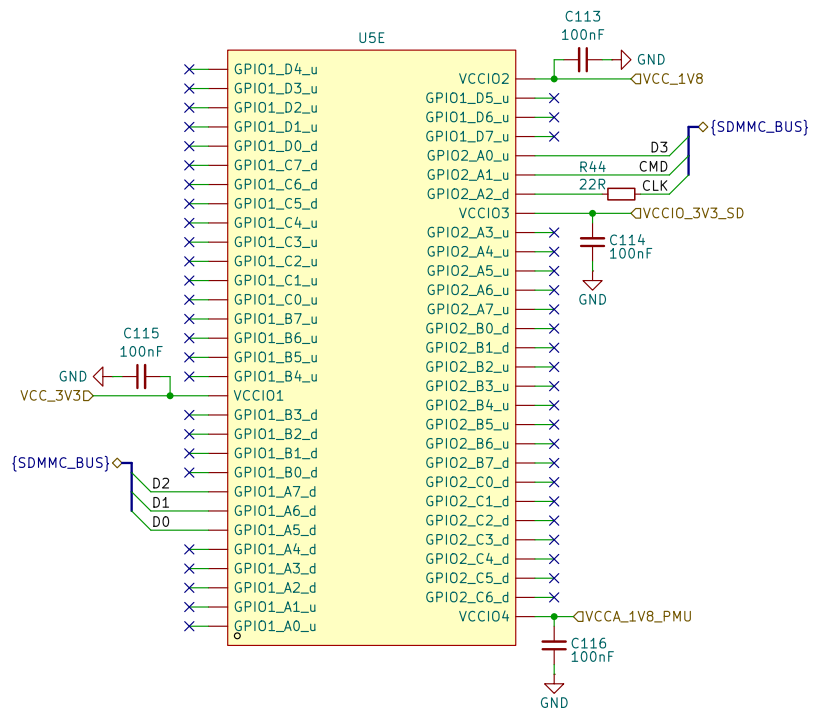 U5E
C113
100nF
GND
VCCIO2
VCC_1V8
GPIO1_D4_u
GPIO1_D3_u
GPIO1_D2_u
GPIO1_D1_u
GPIO1_D0_d
GPIO1_C7_d
GPIO1_C6_d
GPIO1_C5_d
GPIO1_C4_u
GPIO1_C3_u
GPIO1_C2_u
GPIO1_C1_u
GPIO1_C0_u
GPIO1_B7_u
GPIO1_B6_u
GPIO1_B5_u
GPIO1_B4_u
VCCIO1
GPIO1_B3_d
GPIO1_B2_d
GPIO1_B1_d
GPIO1_B0_d
GPIO1_A7_d
GPIO1_A6_d
GPIO1_A5_d
GPIO1_A4_d
GPIO1_A3_d
GPIO1_A2_d
GPIO1_A1_u
GPIO1_A0_u
C115
100nF
GND
VCC_3V3
{SDMMC_BUS}
D2
D1
D0
GPIO1_D5_u
GPIO1_D6_u
GPIO1_D7_u
GPIO2_A0_u
GPIO2_A1_u
GPIO2_A2_d
VCCIO3
GPIO2_A3_u
GPIO2_A4_u
GPIO2_A5_u
GPIO2_A6_u
GPIO2_A7_u
GPIO2_B0_d
GPIO2_B1_d
GPIO2_B2_u
GPIO2_B3_u
GPIO2_B4_u
GPIO2_B5_u
GPIO2_B6_u
GPIO2_B7_d
GPIO2_C0_d
GPIO2_C1_d
GPIO2_C2_d
GPIO2_C3_d
GPIO2_C4_d
GPIO2_C5_d
GPIO2_C6_d
VCCIO4
{SDMMC_BUS}
D3
CMD
CLK
R44
22R
VCCIO_3V3_SD
C114
100nF
GND
VCCA_1V8_PMU
C116
100nF
GND